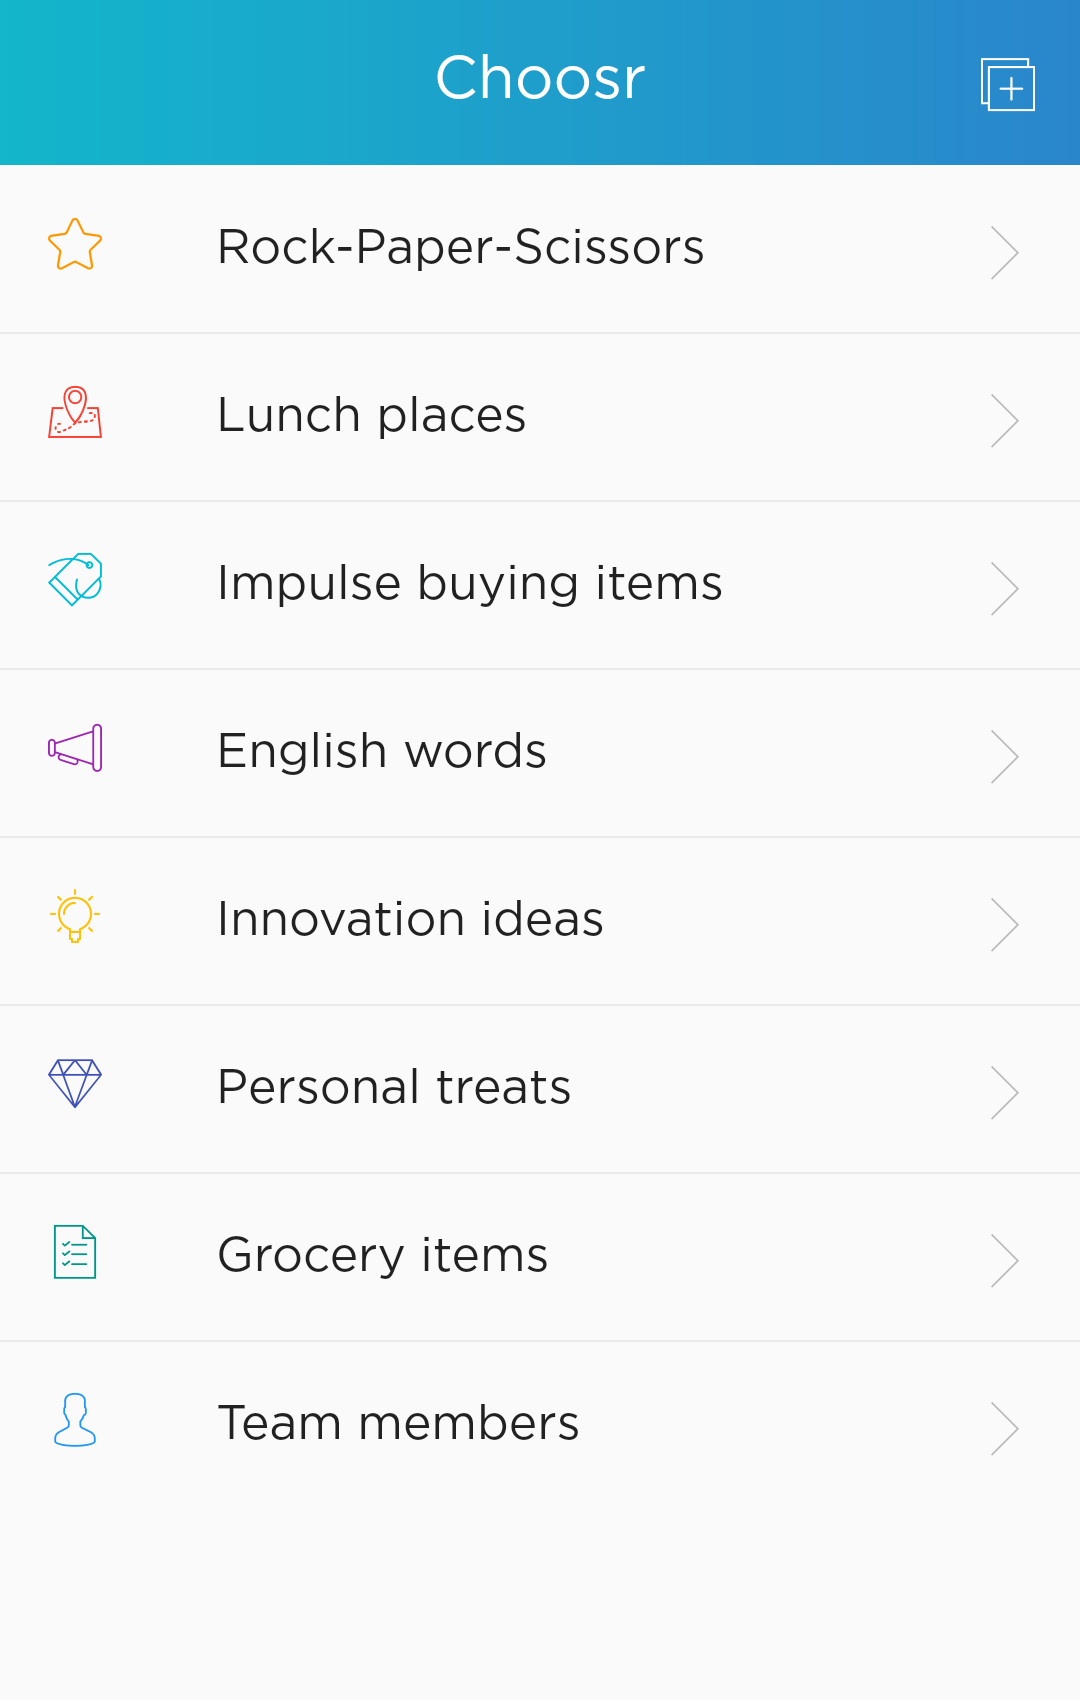 Choosr
Rock-Paper-Scissors
Lunch places
Impulse buying items
English words
Innovation ideas
Personal treats
Grocery items
Team members